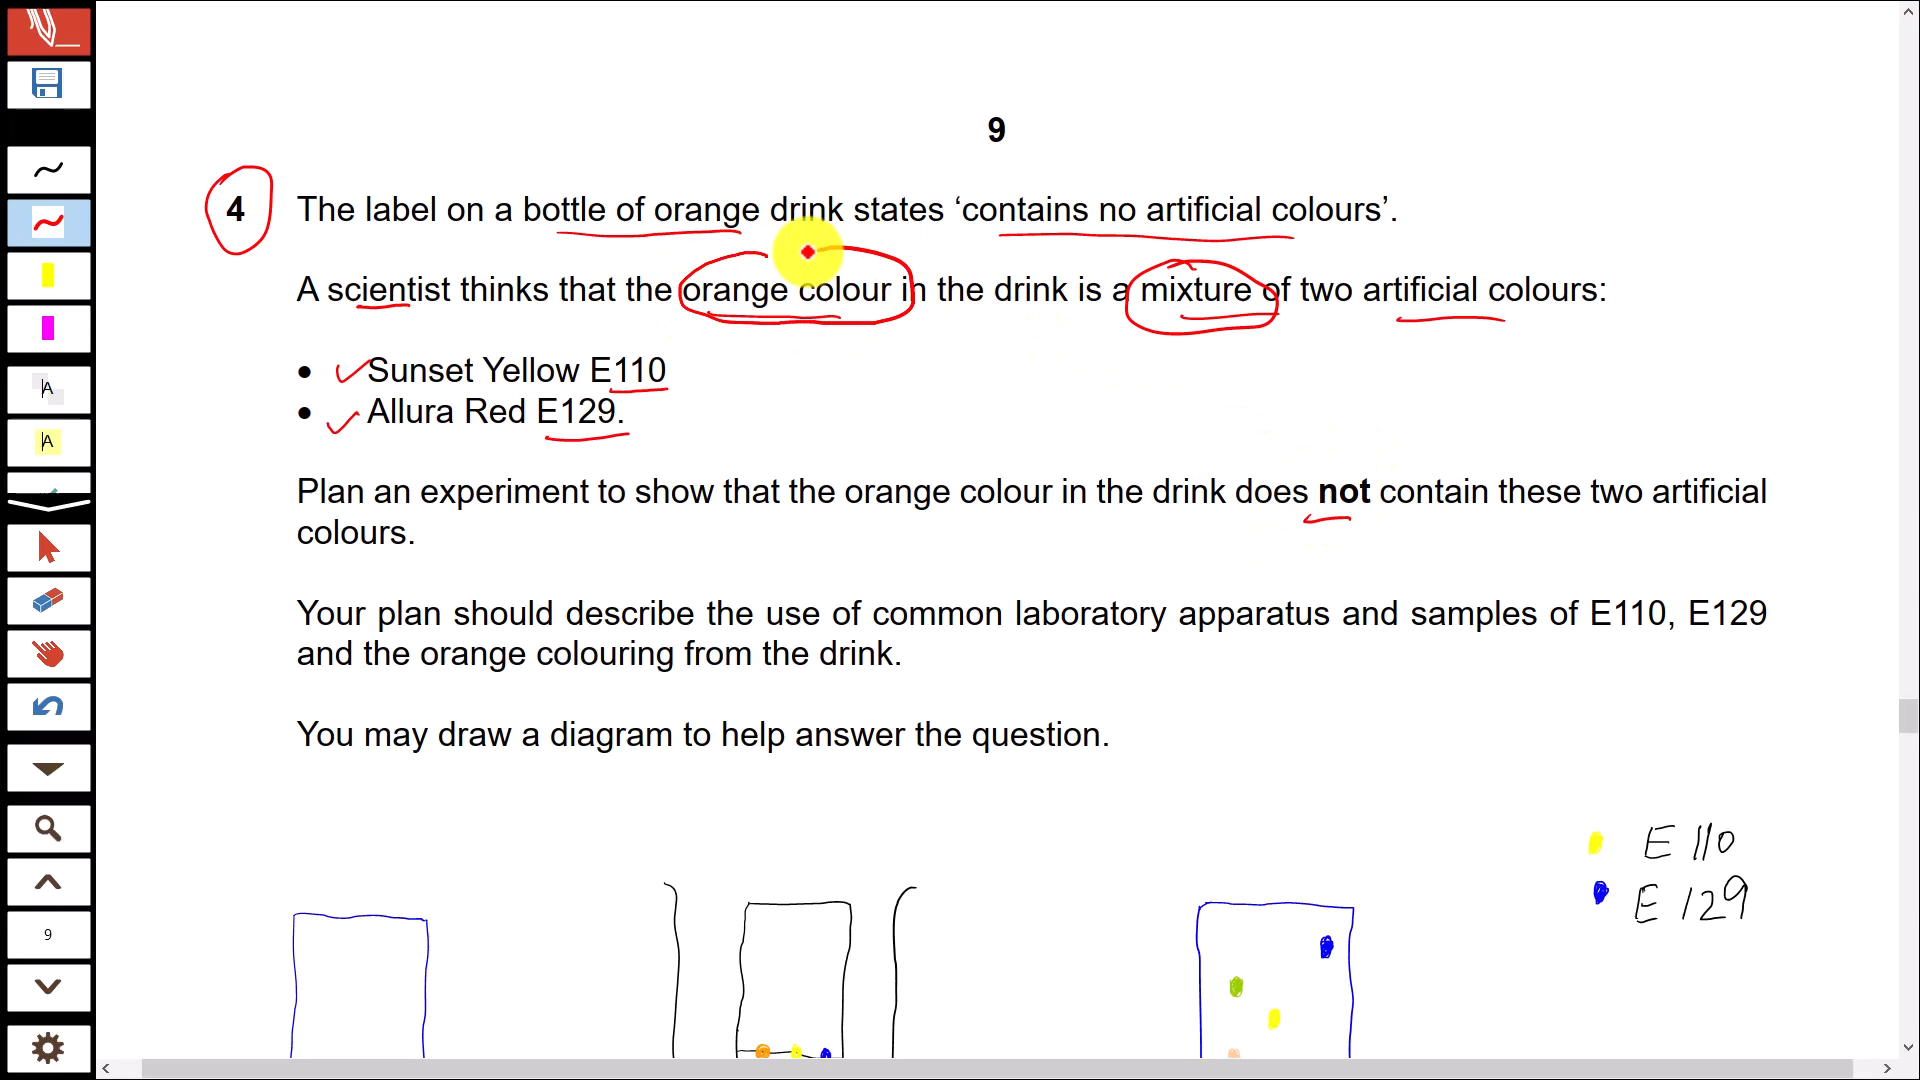 9
4 The label on a bottle of orange drink states ‘contains no artificial colours’.
A scientist thinks that the orange colour in the drink is a mixture of two artificial colours:
• Sunset Yellow E110
• Allura Red E129.
Plan an experiment to show that the orange colour in the drink does not contain these two artificial
colours.
Your plan should describe the use of common laboratory apparatus and samples of E110, E129
and the orange colouring from the drink.
You may draw a diagram to help answer the question.
E 110
E 129
A
A
9